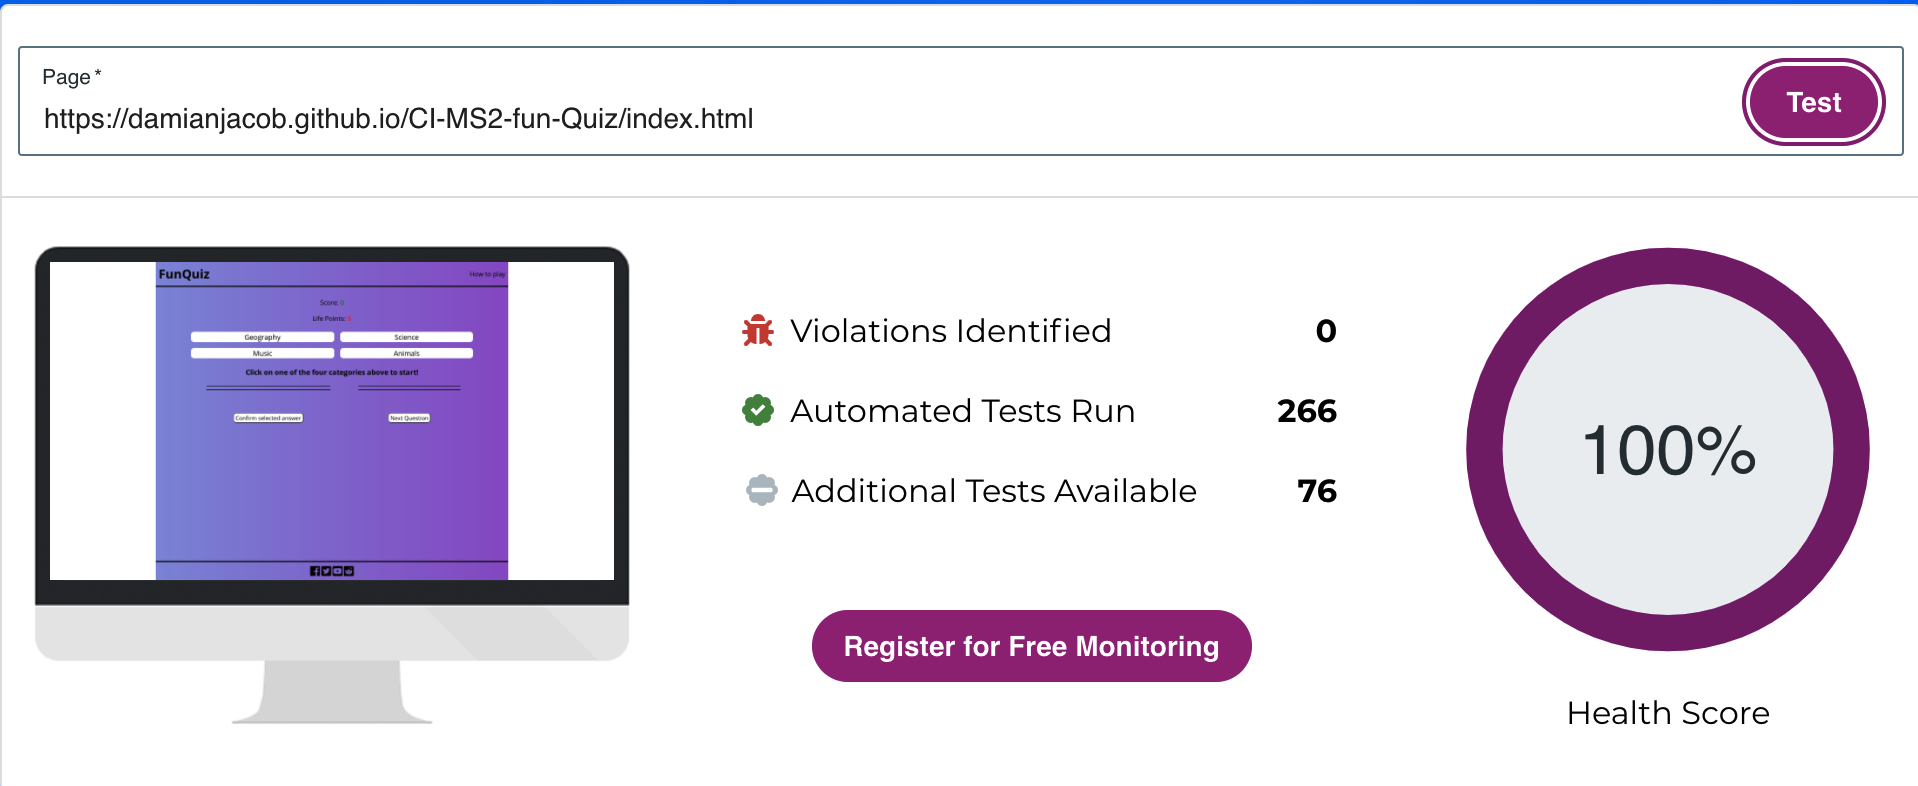 Page*
https://damianjacob.github.io/CI-MS2-fun-Quiz/index.html
Test
FunQuiz
How to play
Score: 0
Life Points: 3
Geography
Science
Music
Animals
Click on one of the four categories above to start!
Confirm selected answer
Next Question
Violations Identified 0
Automated Tests Run 266
Additional Tests Available 76
Register for Free Monitoring
100%
Health Score